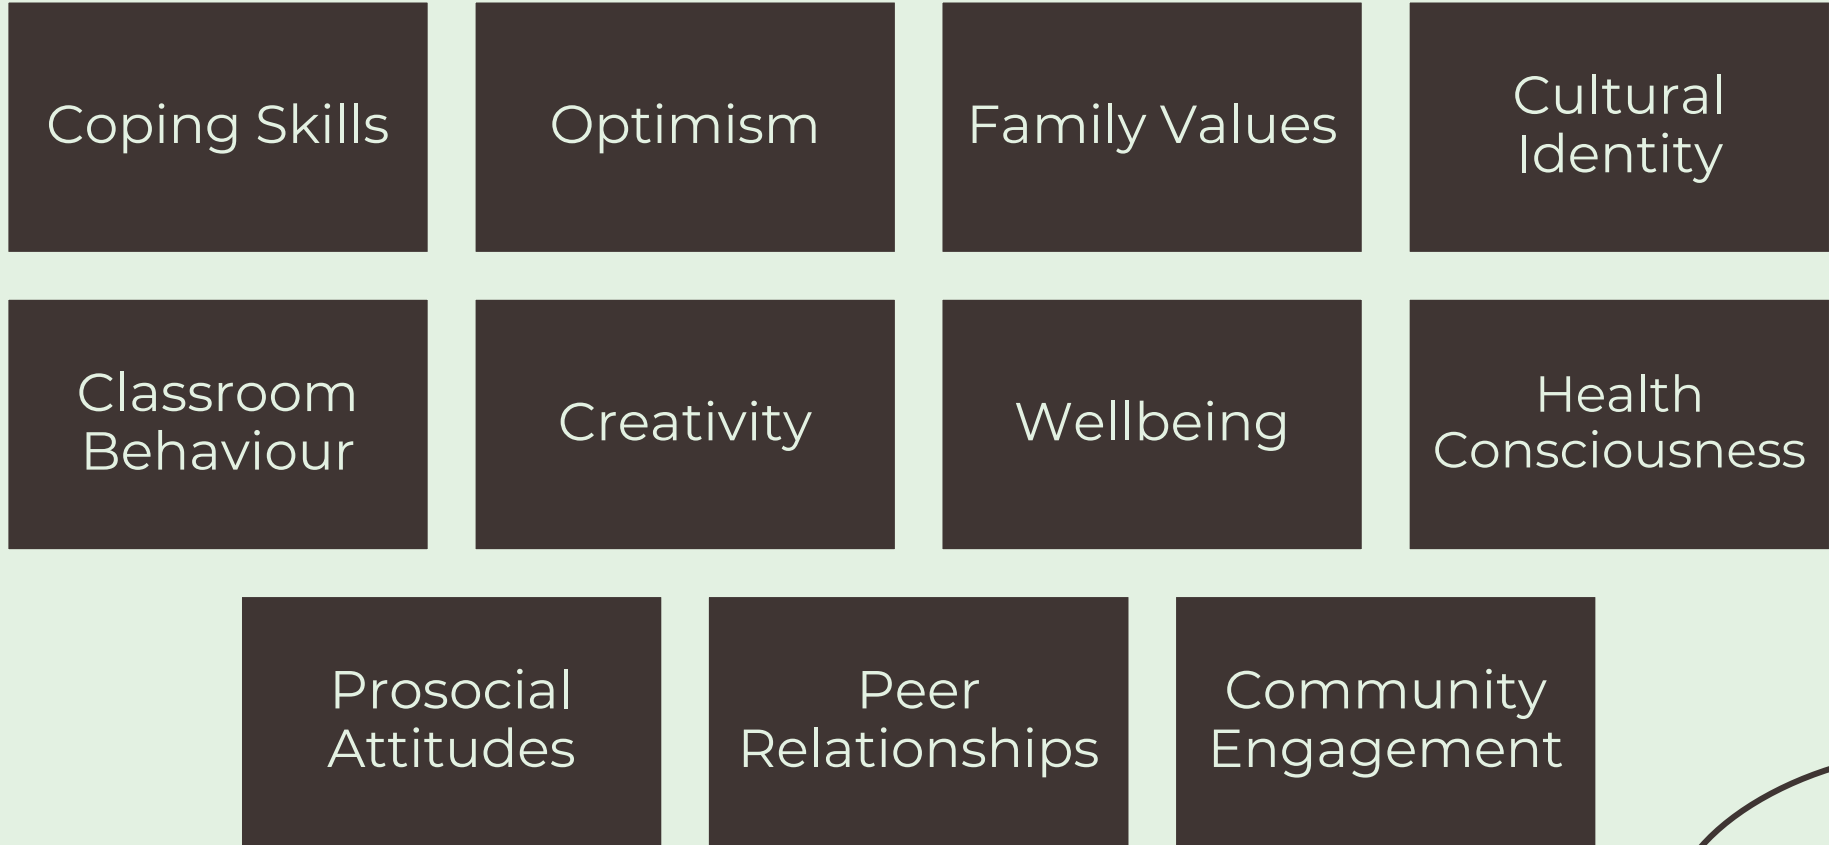 Coping Skills
Optimism
Family Values
Cultural
Identity
Classroom
Behaviour
Creativity
Wellbeing
Health
Consciousness
Prosocial
Attitudes
Peer
Relationships
Community
Engagement